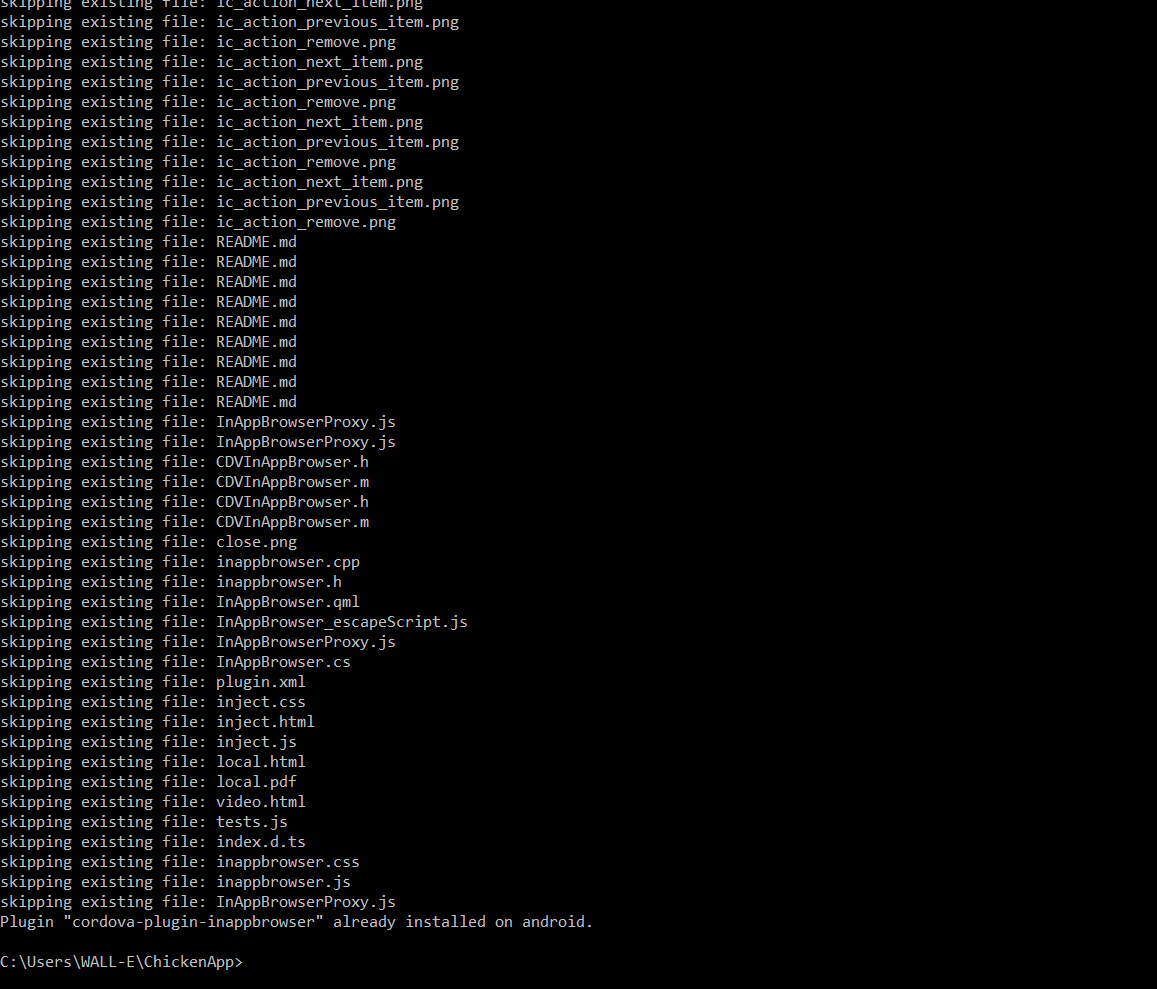 skipping existing file: ic_action_next_item.png
skipping existing file: ic_action_previous_item.png
skipping existing file: ic_action_remove.png
skipping existing file: ic_action_next_item.png
skipping existing file: ic_action_previous_item.png
skipping existing file: ic_action_remove.png
skipping existing file: ic_action_next_item.png
skipping existing file: ic_action_previous_item.png
skipping existing file: ic_action_remove.png
skipping existing file: ic_action_next_item.png
skipping existing file: ic_action_previous_item.png
skipping existing file: ic_action_remove.png
skipping existing file: README.md
skipping existing file: README.md
skipping existing file: README.md
skipping existing file: README.md
skipping existing file: README.md
skipping existing file: README.md
skipping existing file: README.md
skipping existing file: README.md
skipping existing file: README.md
skipping existing file: InAppBrowserProxy.js
skipping existing file: InAppBrowserProxy.js
skipping existing file: CDVInAppBrowser.h
skipping existing file: CDVInAppBrowser.m
skipping existing file: CDVInAppBrowser.h
skipping existing file: CDVInAppBrowser.m
skipping existing file: close.png
skipping existing file: inappbrowser.cpp
skipping existing file: inappbrowser.h
skipping existing file: InAppBrowser.qml
skipping existing file: InAppBrowser_escapeScript.js
skipping existing file: InAppBrowserProxy.js
skipping existing file: InAppBrowser.cs
skipping existing file: plugin.xml
skipping existing file: inject.css
skipping existing file: inject.html
skipping existing file: inject.js
skipping existing file: local.html
skipping existing file: local.pdf
skipping existing file: video.html
skipping existing file: tests.js
skipping existing file: index.d.ts
skipping existing file: inappbrowser.css
skipping existing file: inappbrowser.js
skipping existing file: InAppBrowserProxy.js
Plugin "cordova-plugin-inappbrowser" already installed on android.
C:\Users\WALL-E\ChickenApp>